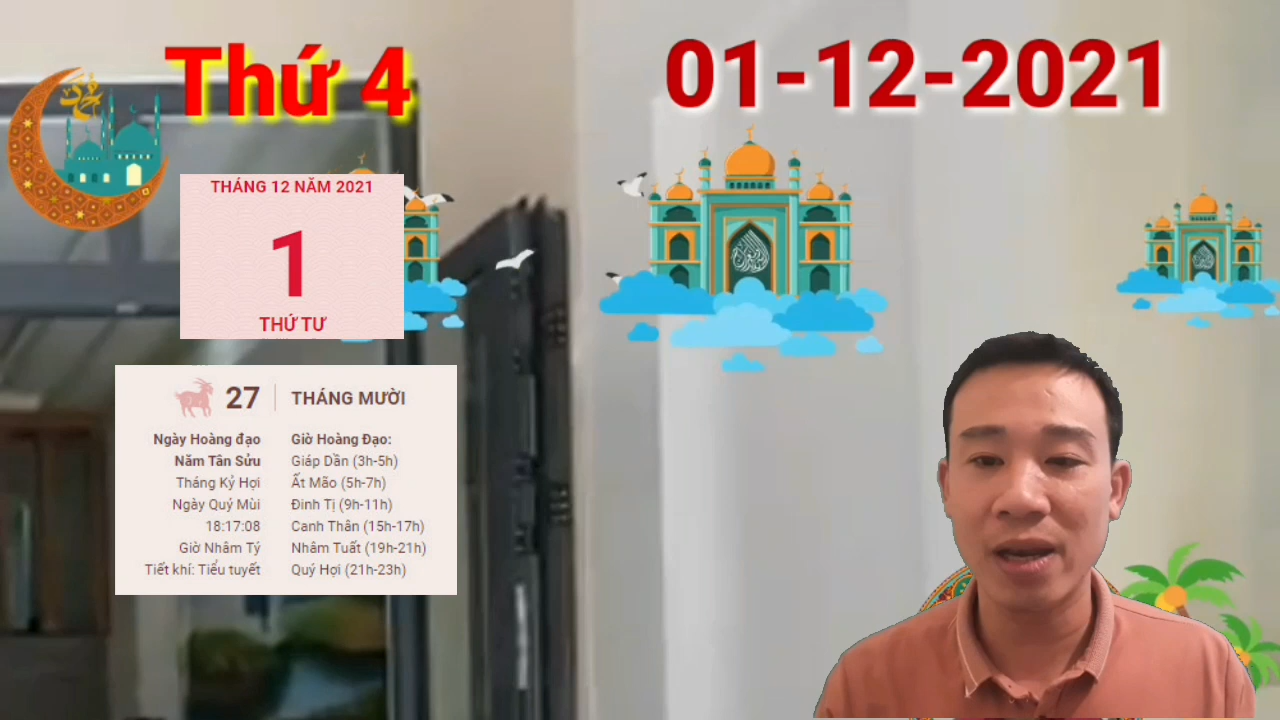 Thứ 4
01-12-2021
THÁNG 12 NĂM 2021
1
THỨ TƯ
27
THÁNG MƯỜI
Ngày Hoàng đạo
Năm Tân Sửu
Tháng Kỷ Hợi
Ngày Quý Mùi
18:17:08
Giờ Nhâm Tý
Tiết khí: Tiểu tuyết
Giờ Hoàng Đạo:
Giáp Dần (3h-5h)
Ất Mão (5h-7h)
Đinh Tị (9h-11h)
Canh Thân (15h-17h)
Nhâm Tuất (19h-21h)
Quý Hợi (21h-23h)